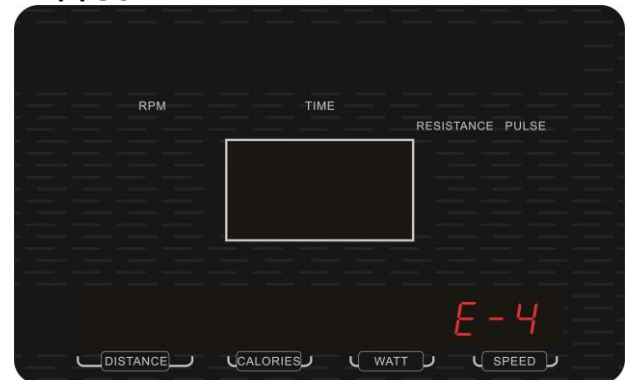 RPM TIME
RESISTANCE PULSE
E-4
DISTANCE CALORIES WATT SPEED